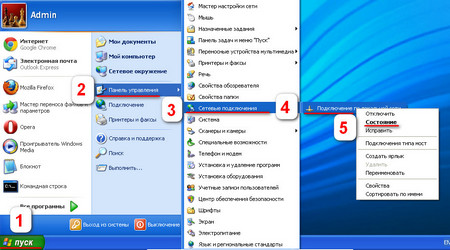 Admin
Интернет
Google Chrome
Электронная почта
Outlook Express
Mozilla Firefox
Мастер переноса файлов и параметров
Opera
Проигрыватель Windows Media
Блокнот
Командная строка
Все программы
Мои документы
Мой компьютер
Сетевое окружение
2
Панель управления
Подключение
Принтеры и факсы
Справка и поддержка
Поиск
Выполнить...
Выход из системы
Выключение
1
пуск
Мастер настройки сети
Мышь
Назначенные задания
Панель задач и меню "Пуск"
Переносные устройства мультимедиа
Принтеры и факсы
Речь
Свойства обозревателя
Свойства папки
3
Сетевые подключения
4
Система
Сканеры и камеры
Специальные возможности
Телефон и модем
Установка и удаление программ
Установка оборудования
Учетные записи пользователей
Центр обеспечения безопасности
Шрифты
Экран
Электропитание
Язык и региональные стандарты
Подключение по локальной сети
5
Отключить
Состояние
Исправить
Подключения типа мост
Создать ярлык
Удалить
Переименовать
Свойства
Сортировать по имени